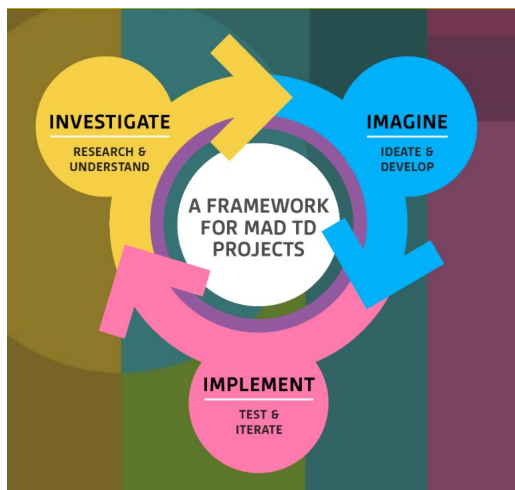 INVESTIGATE
RESEARCH &
UNDERSTAND
IMAGINE
IDEATE &
DEVELOP
A FRAMEWORK
FOR MAD TD
PROJECTS
IMPLEMENT
TEST &
ITERATE